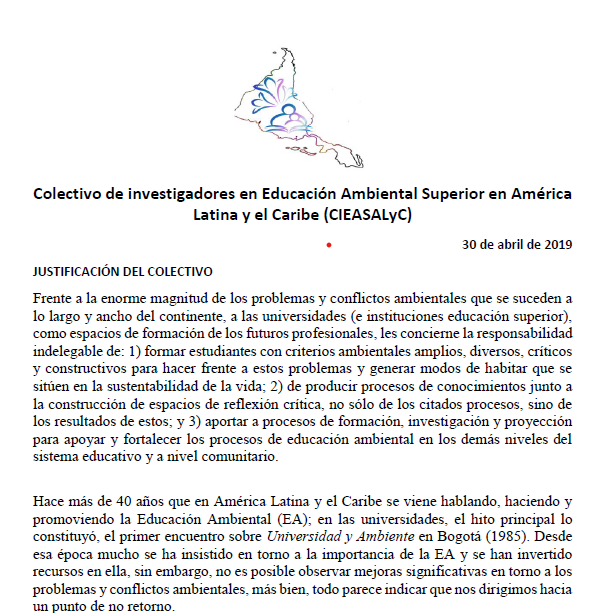 Colectivo de investigadores en Educación Ambiental Superior en América
Latina y el Caribe (CIEASALyC)
30 de abril de 2019
JUSTIFICACIÓN DEL COLECTIVO
Frente a la enorme magnitud de los problemas y conflictos ambientales que se suceden a
lo largo y ancho del continente, a las universidades (e instituciones educación superior),
como espacios de formación de los futuros profesionales, les concierne la responsabilidad
indelegable de: 1) formar estudiantes con criterios ambientales amplios, diversos, críticos
y constructivos para hacer frente a estos problemas y generar modos de habitar que se
sitúen en la sustentabilidad de la vida; 2) de producir procesos de conocimientos junto a
la construcción de espacios de reflexión crítica, no sólo de los citados procesos, sino de
los resultados de estos; y 3) aportar a procesos de formación, investigación y proyección
para apoyar y fortalecer los procesos de educación ambiental en los demás niveles del
sistema educativo y a nivel comunitario.
Hace más de 40 años que en América Latina y el Caribe se viene hablando, haciendo y
promoviendo la Educación Ambiental (EA); en las universidades, el hito principal lo
constituyó, el primer encuentro sobre Universidad y Ambiente en Bogotá (1985). Desde
esa época mucho se ha insistido en torno a la importancia de la EA y se han invertido
recursos en ella, sin embargo, no es posible observar mejoras significativas en torno a los
problemas y conflictos ambientales, más bien, todo parece indicar que nos dirigimos hacia
un punto de no retorno.